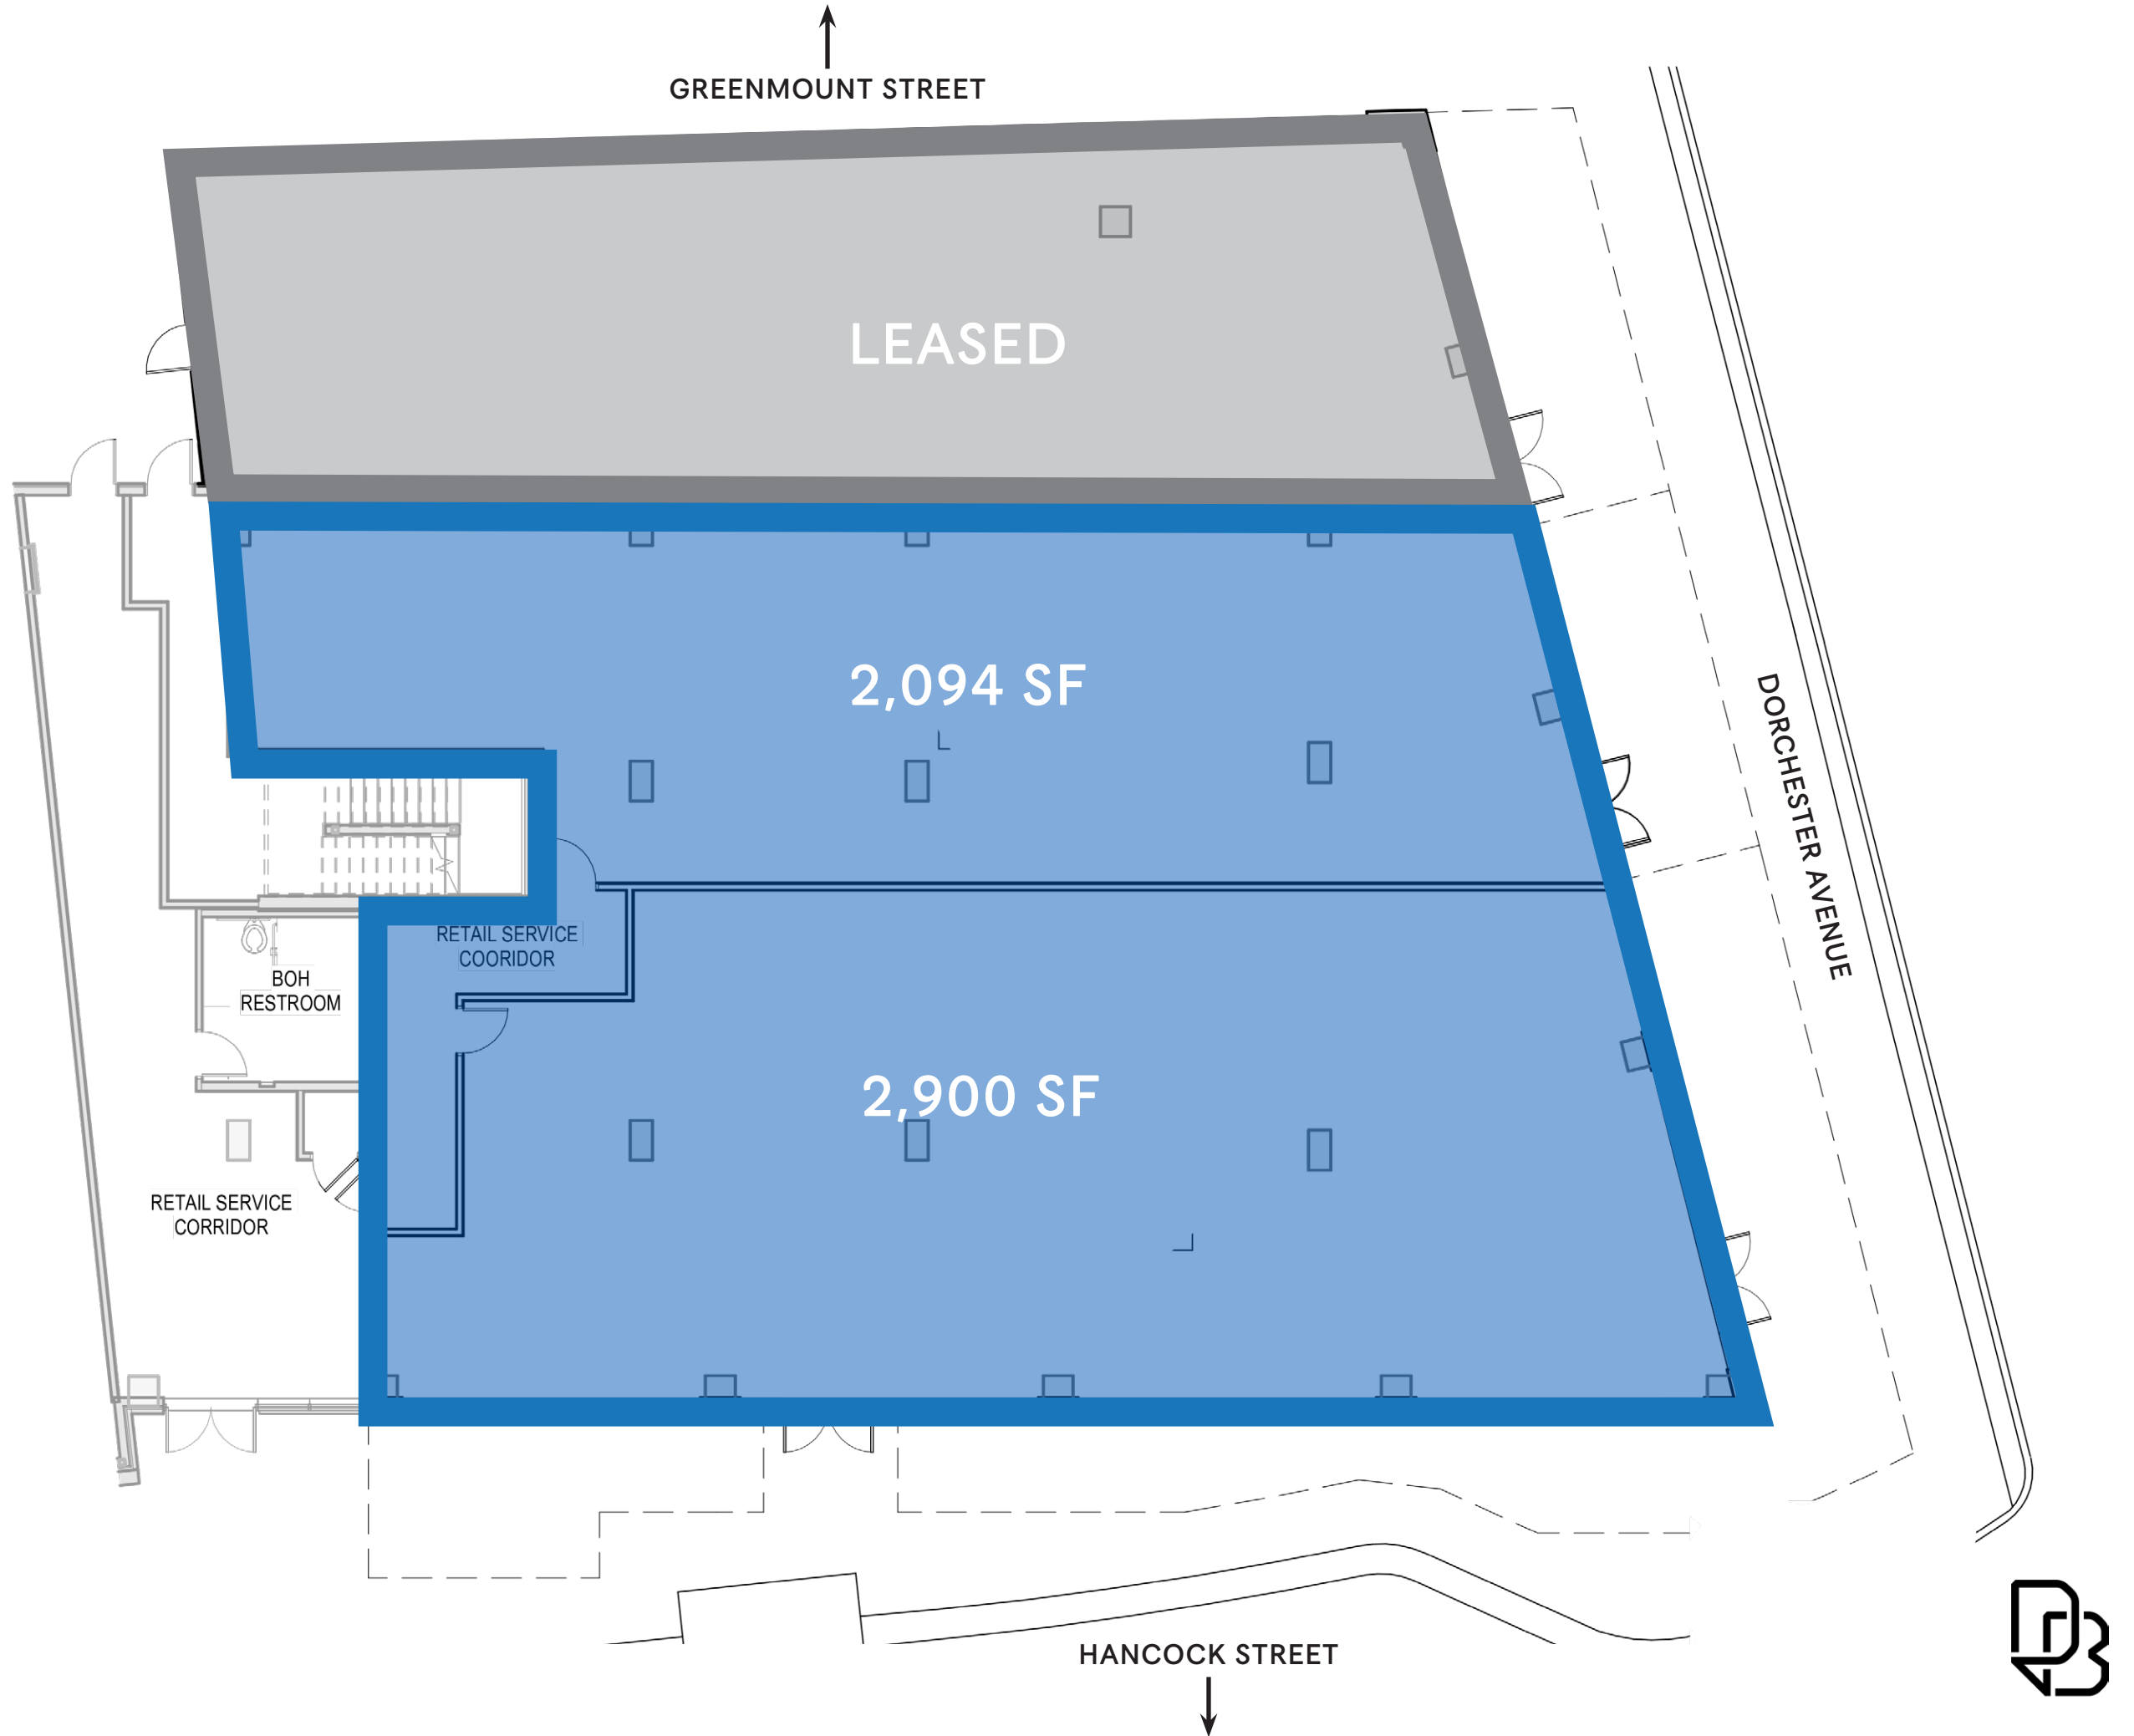 GREENMOUNT STREET
LEASED
2,094 SF
DORCHESTER AVENUE
RETAIL SERVICE
COORIDOR
BOH
RESTROOM
2,900 SF
RETAIL SERVICE
CORRIDOR
HANCOCK STREET